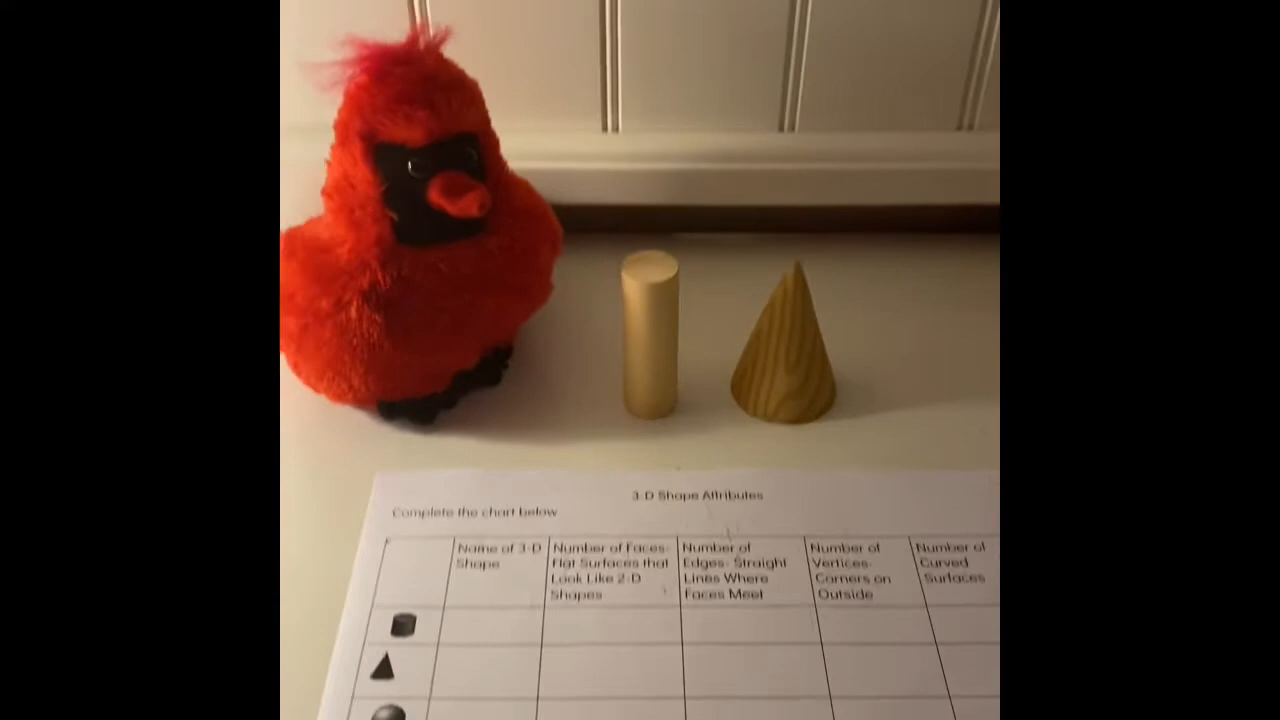 3-D Shape Attributes
Complete the chart below
Name of 3-D
Shape
Number of Faces-
Flat Surfaces that
Look Like 2-D
Shapes
Number of
Edges- Straight
Lines Where
Faces Meet
Number of
Vertices-
Corners on
Outside
Number of
Curved
Surfaces